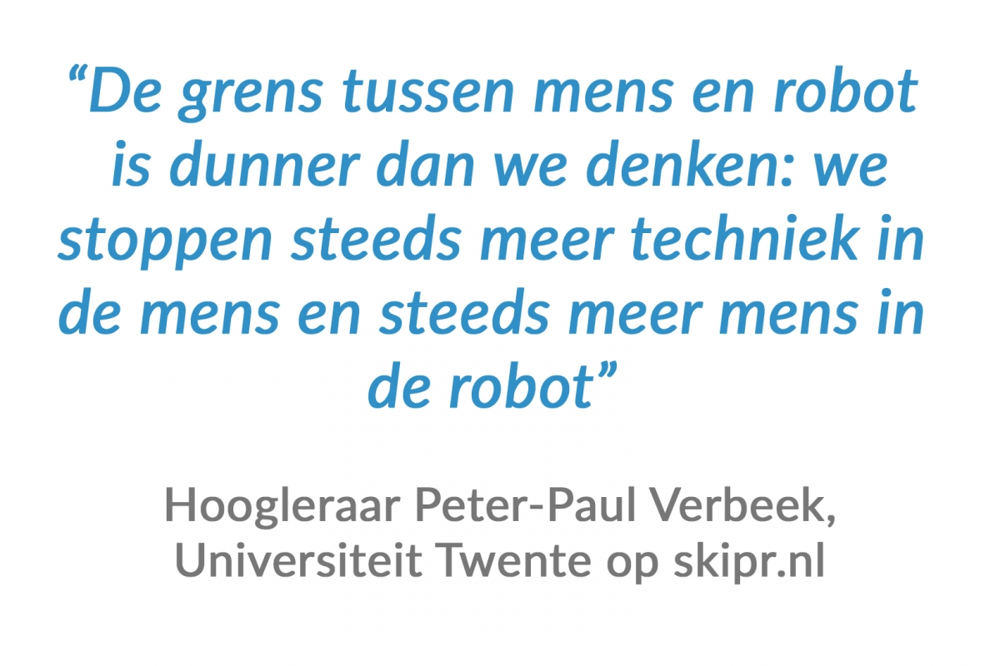 “De grens tussen mens en robot
is dunner dan we denken: we
stoppen steeds meer techniek in
de mens en steeds meer mens in
de robot”
Hoogleraar Peter-Paul Verbeek,
Universiteit Twente op skipr.nl